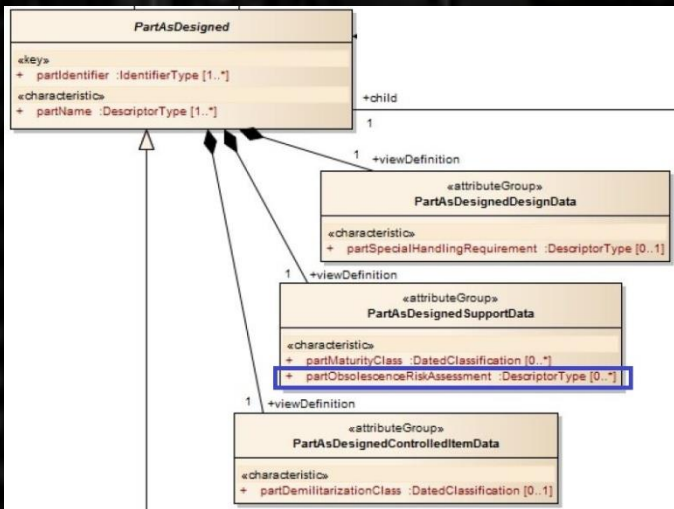 PartAsDesigned
«key»
+ partIdentifier :IdentifierType [1..*]
«characteristic»
+ partName :DescriptorType [1..*]
+child
1
1 +viewDefinition
«attributeGroup»
PartAsDesignedDesignData
«characteristic»
+ partSpecialHandlingRequirement :DescriptorType [0..1]
1 +viewDefinition
«attributeGroup»
PartAsDesignedSupportData
«characteristic»
+ partMaturityClass :DatedClassification [0..*]
+ partObsolescenceRiskAssessment :DescriptorType [0..*]
1 +viewDefinition
«attributeGroup»
PartAsDesignedControlledItemData
«characteristic»
+ partDemilitarizationClass :DatedClassification [0..1]